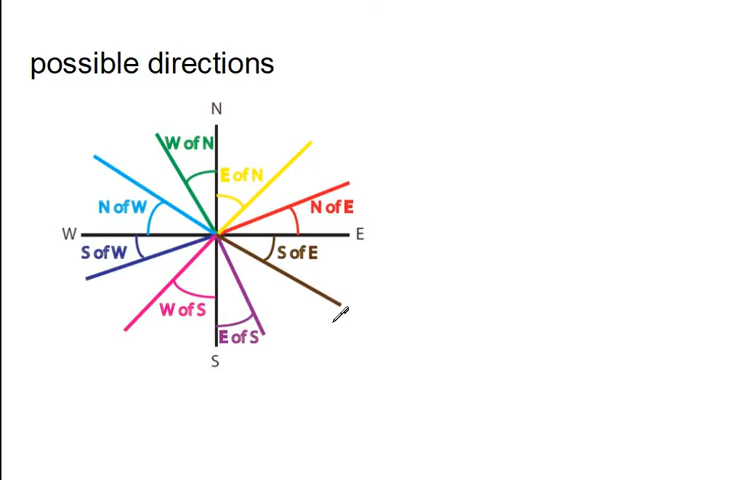 possible directions
N
W of N
E of N
N of W
N of E
W
E
S of W
S of E
W of S
E of S
S